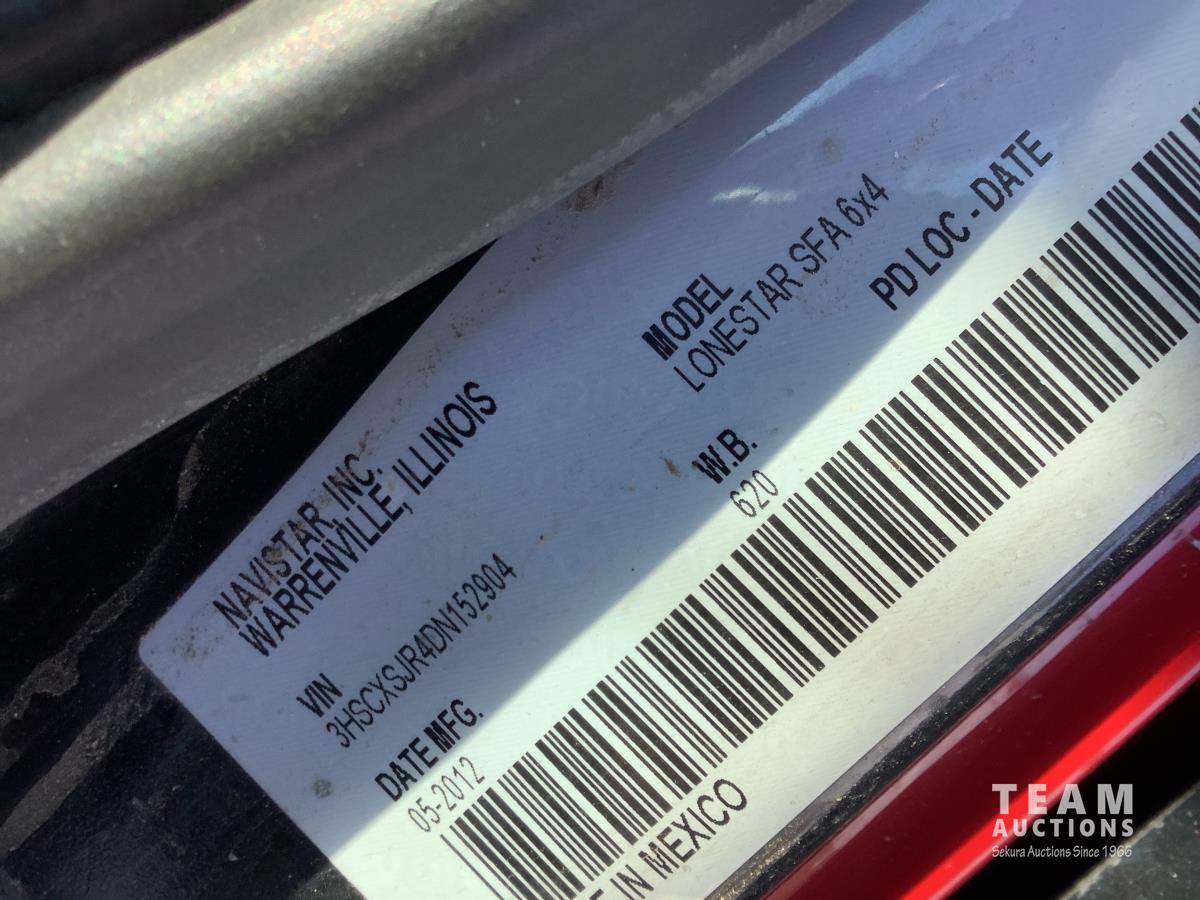 NAVISTAR, INC.
WARRENVILLE, ILLINOIS
MODEL
LONESTAR SFA 6x4
VIN
3HSCXSJR4DN152904
W.B.
620
PD LOC - DATE
DATE MFG.
05-2012
IN MEXICO
TEAM
AUCTIONS
Sekura Auctions Since 1966